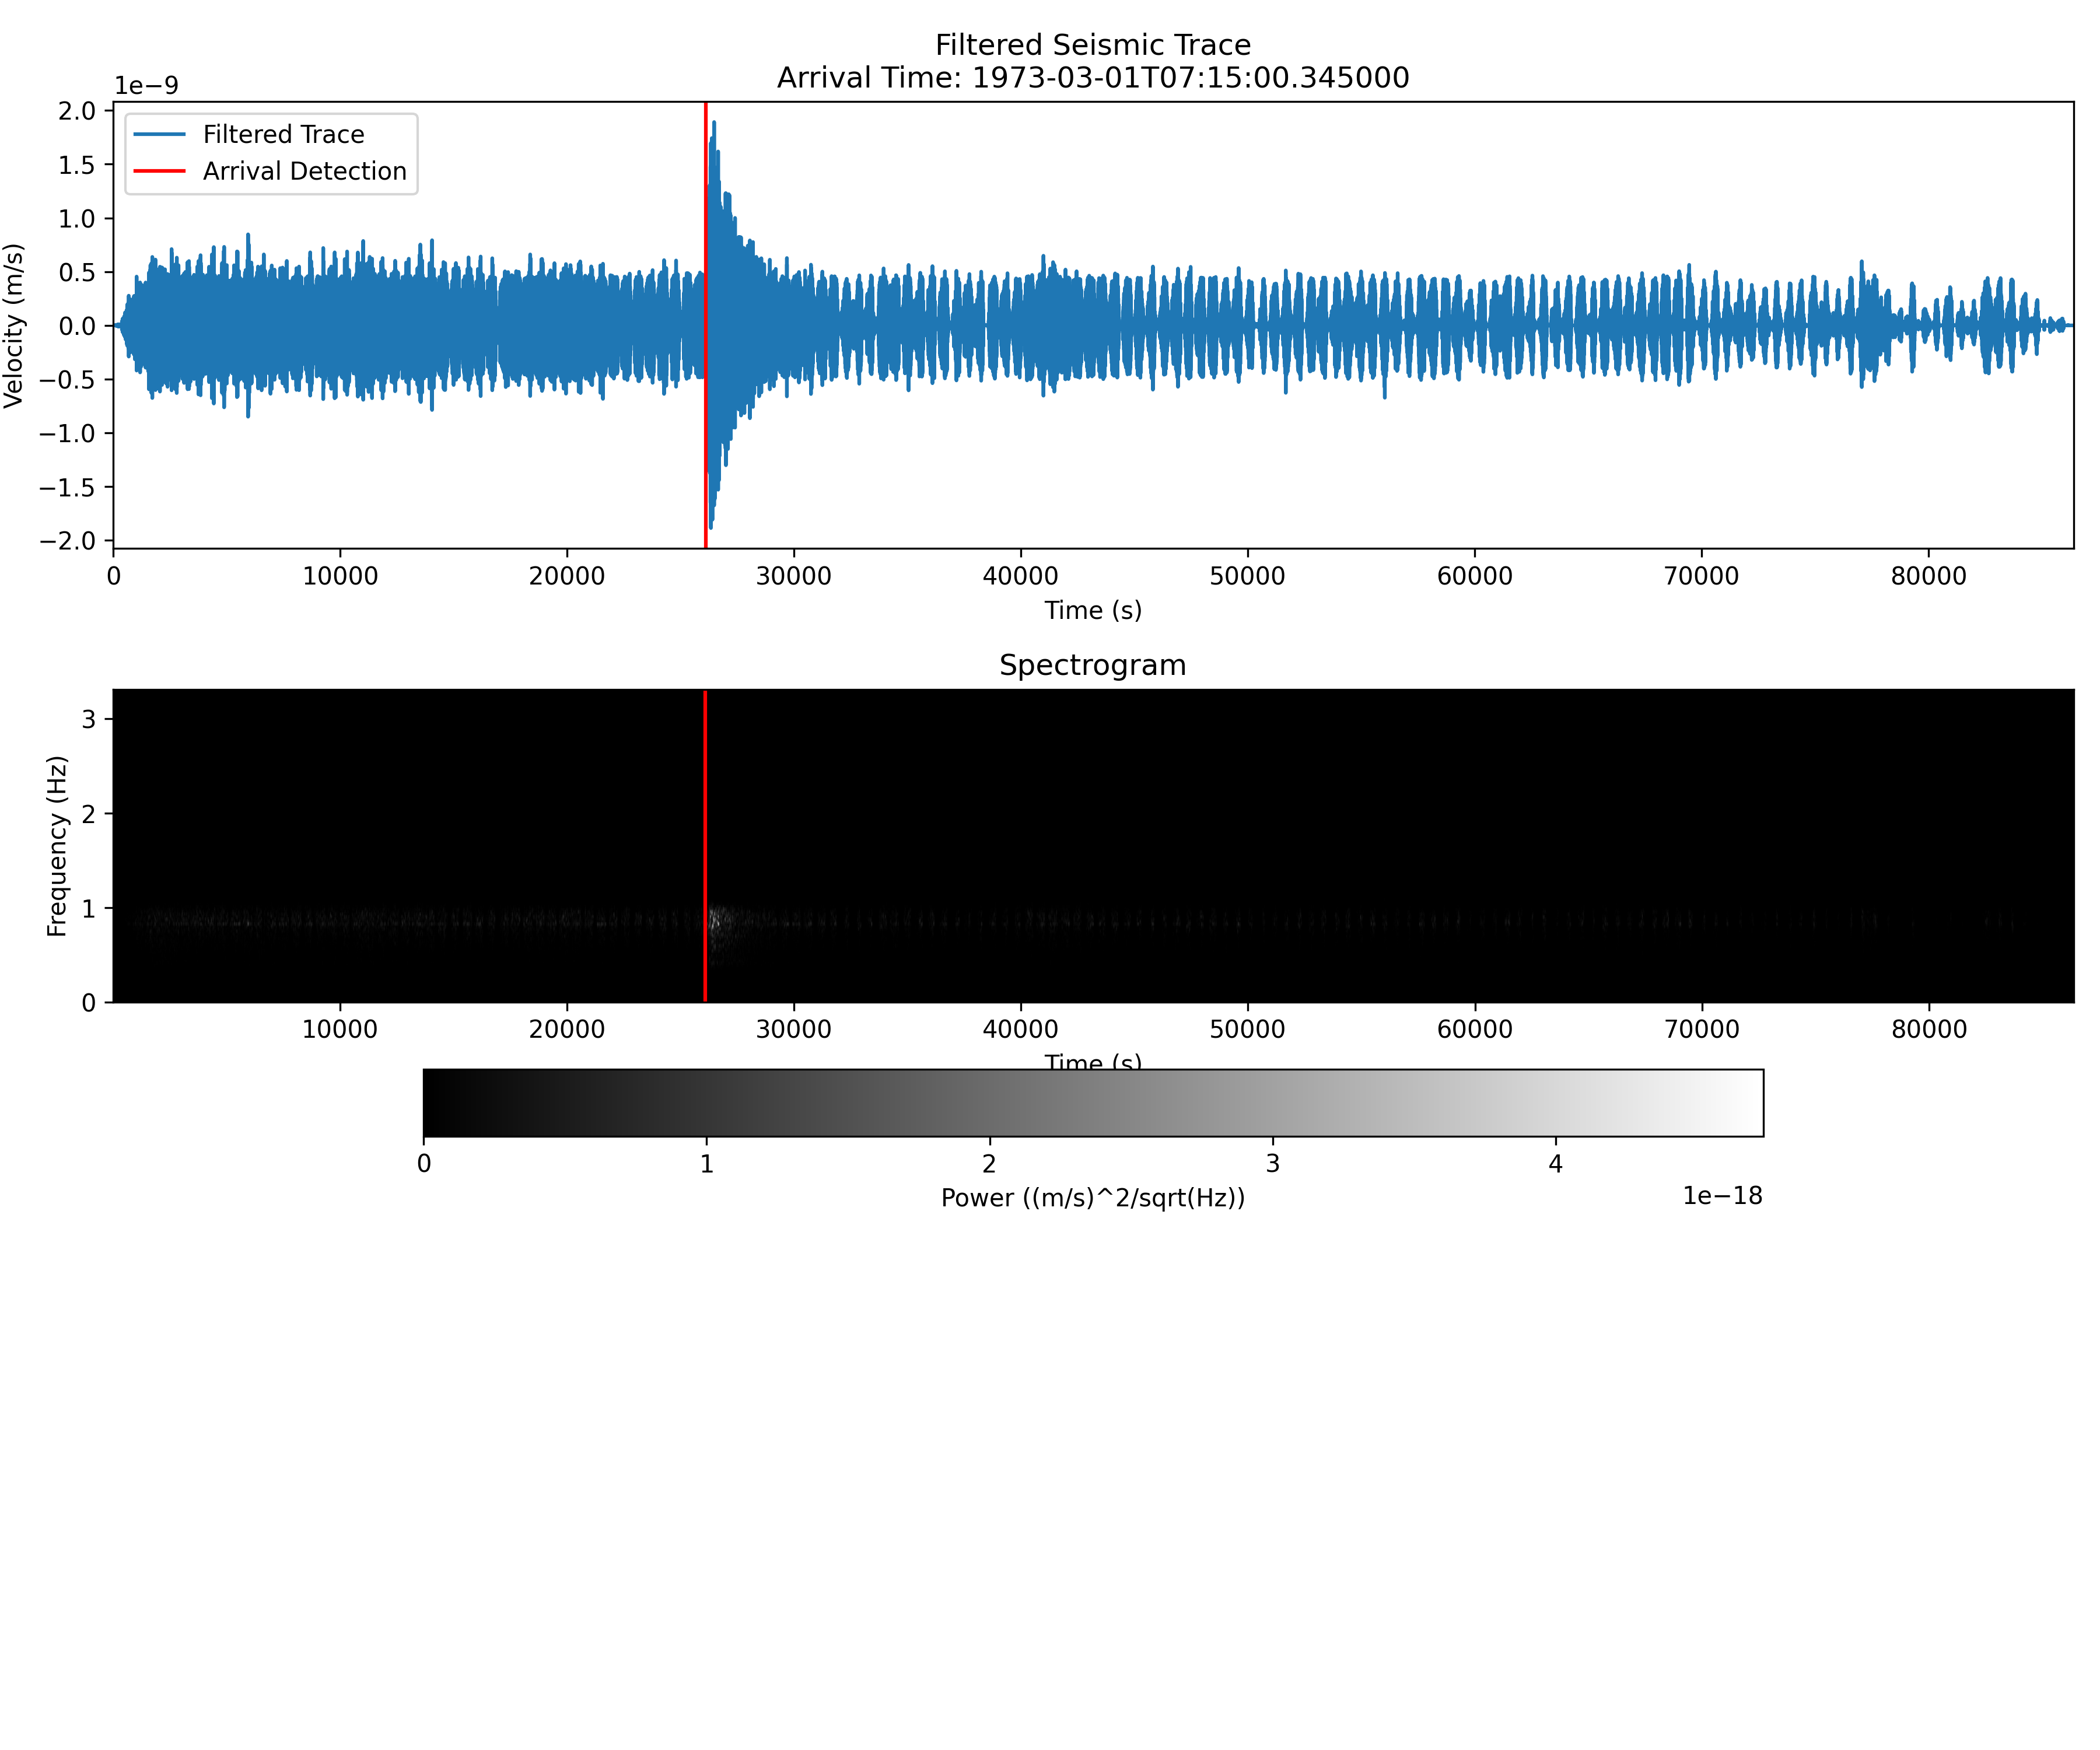 Filtered Seismic Trace
Arrival Time: 1973-03-01T07:15:00.345000
1e−9
Filtered Trace
Arrival Detection
2.0
1.5
1.0
0.5
0.0
−0.5
−1.0
−1.5
−2.0
Velocity (m/s)
0 10000 20000 30000 40000 50000 60000 70000 80000
Time (s)
Spectrogram
3
2
1
0
Frequency (Hz)
10000 20000 30000 40000 50000 60000 70000 80000
Time (s)
0 1 2 3 4
Power ((m/s)^2/sqrt(Hz))
1e−18